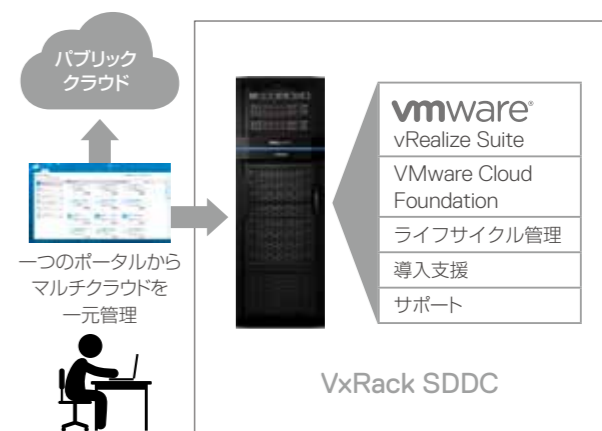 パブリック
クラウド
一つのポータルから
マルチクラウドを
一元管理
vmware®
vRealize Suite
VMware Cloud
Foundation
ライフサイクル管理
導入支援
サポート
VxRack SDDC